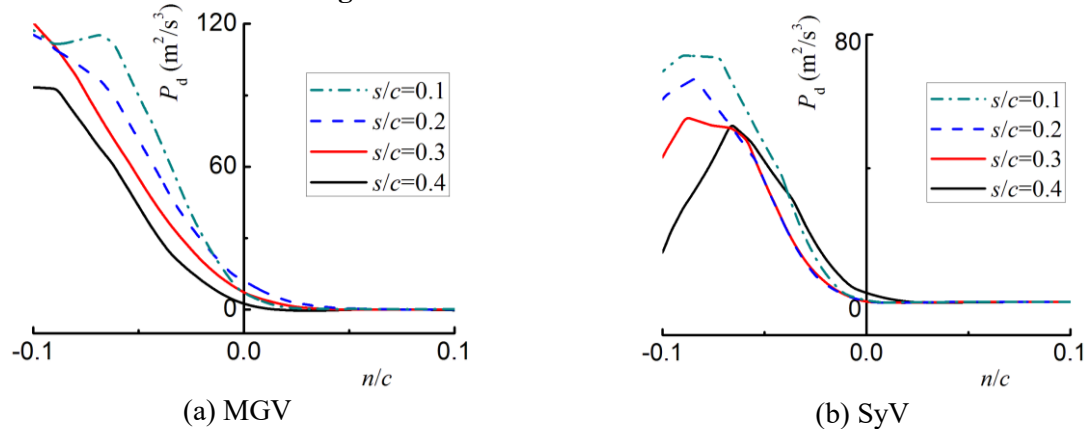 g
120
60
0
P_d (m²/s³)
s/c=0.1
s/c=0.2
s/c=0.3
s/c=0.4
-0.1
0.0
0.1
n/c
(a) MGV
80
0
P_d (m²/s³)
s/c=0.1
s/c=0.2
s/c=0.3
s/c=0.4
-0.1
0.0
0.1
n/c
(b) SyV